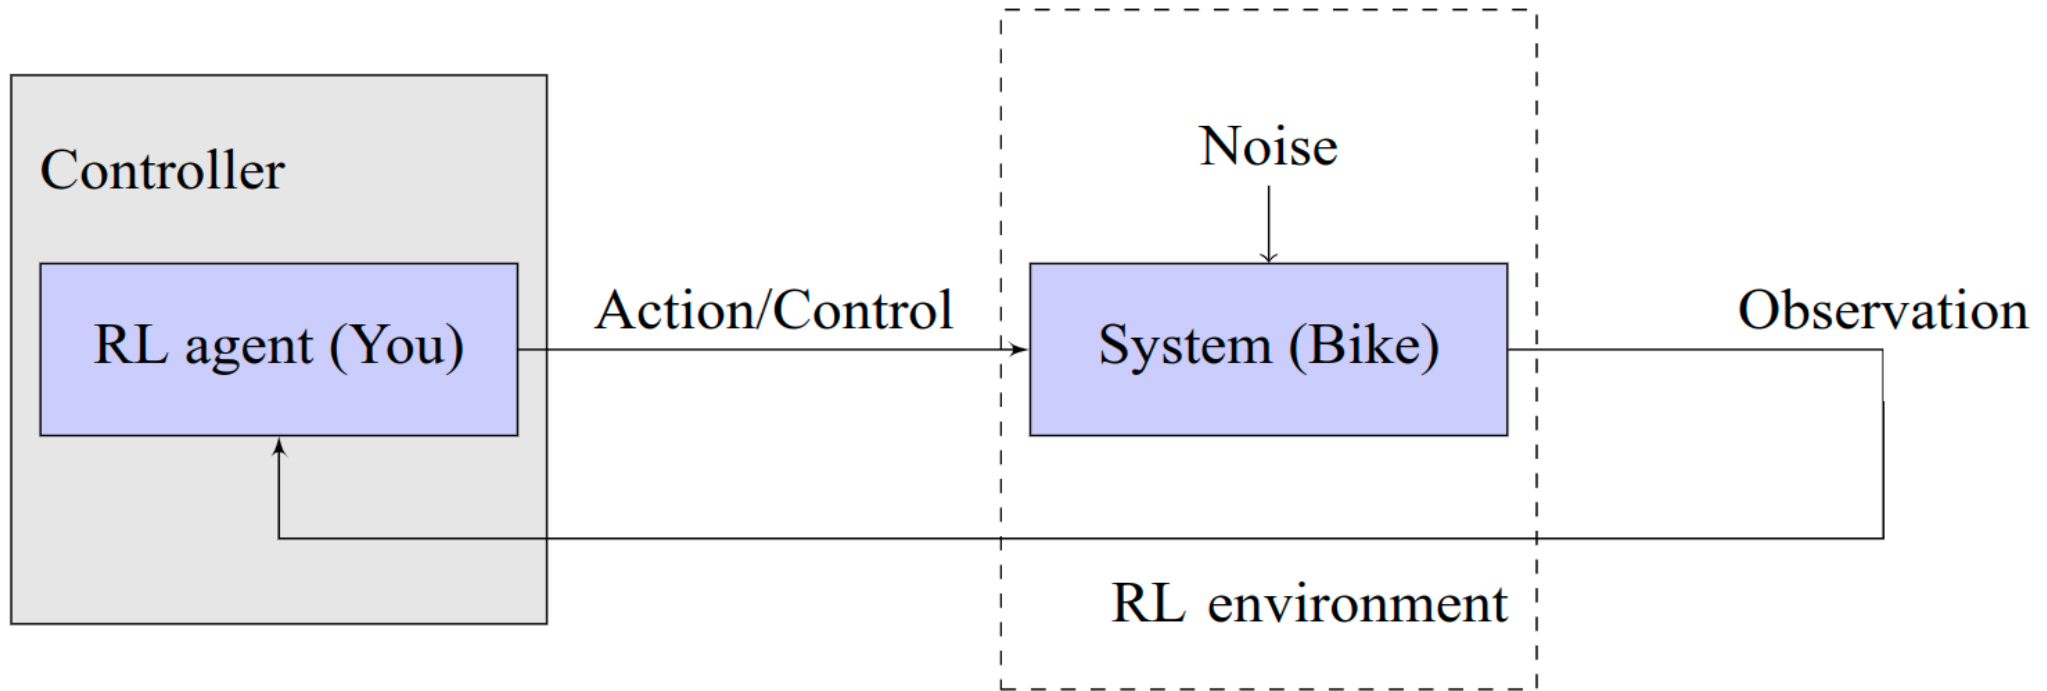 Controller
RL agent (You)
Action/Control
Noise
System (Bike)
Observation
RL environment